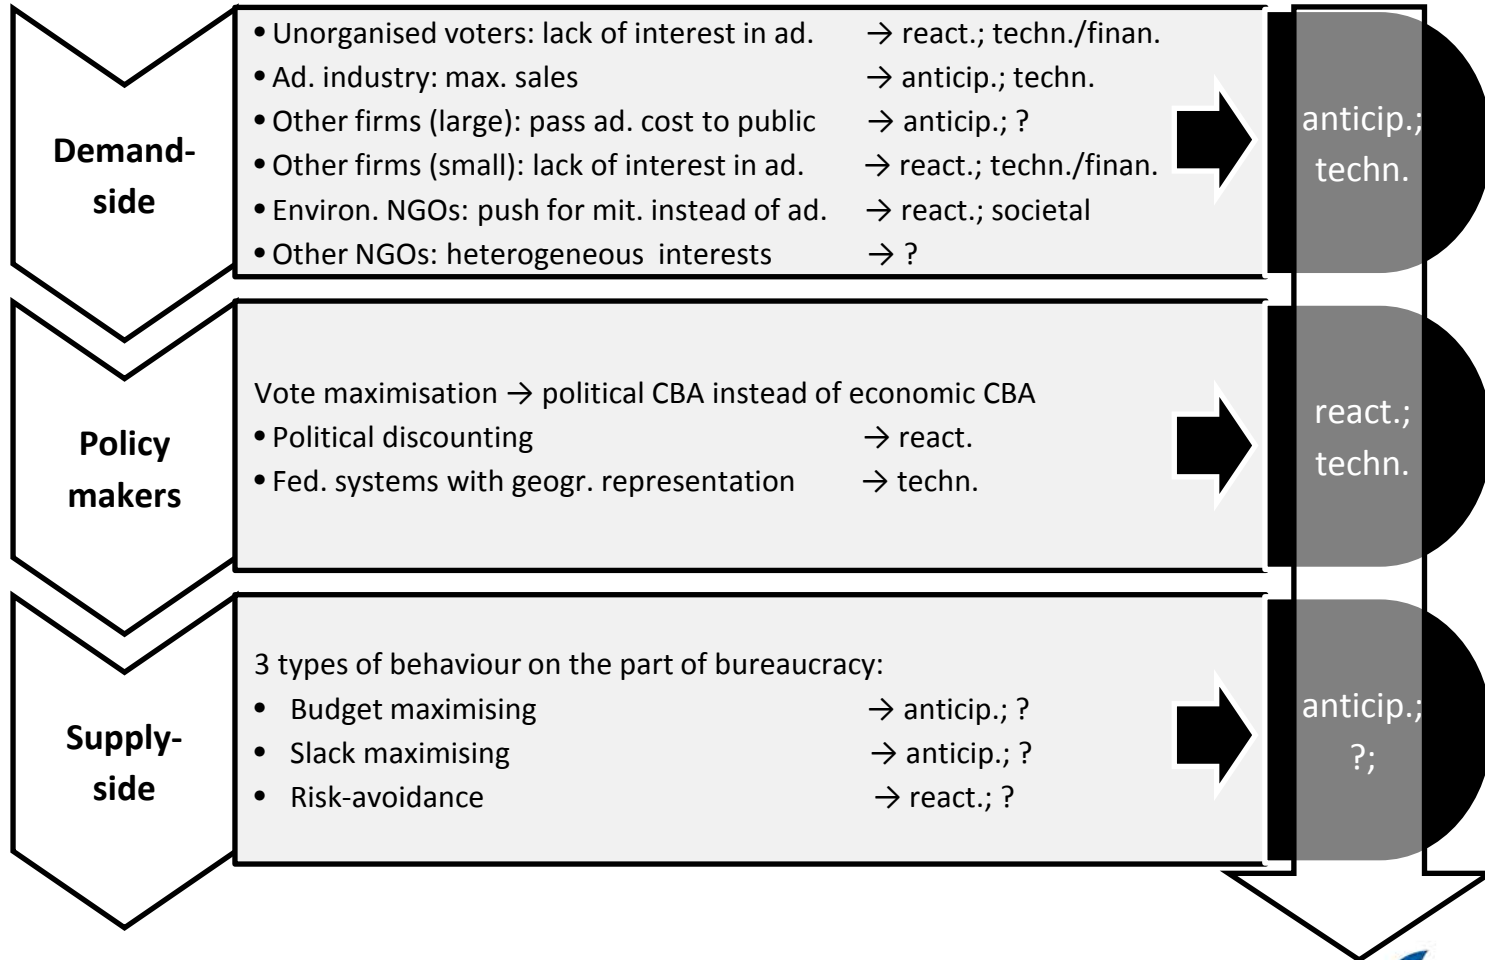 Demand-
side
• Unorganised voters: lack of interest in ad. → react.; techn./finan.
• Ad. industry: max. sales → anticip.; techn.
• Other firms (large): pass ad. cost to public → anticip.; ?
• Other firms (small): lack of interest in ad. → react.; techn./finan.
• Environ. NGOs: push for mit. instead of ad. → react.; societal
• Other NGOs: heterogeneous interests → ?
anticip.;
techn.
Policy
makers
Vote maximisation → political CBA instead of economic CBA
• Political discounting → react.
• Fed. systems with geogr. representation → techn.
react.;
techn.
Supply-
side
3 types of behaviour on the part of bureaucracy:
• Budget maximising → anticip.; ?
• Slack maximising → anticip.; ?
• Risk-avoidance → react.; ?
anticip.;
?;